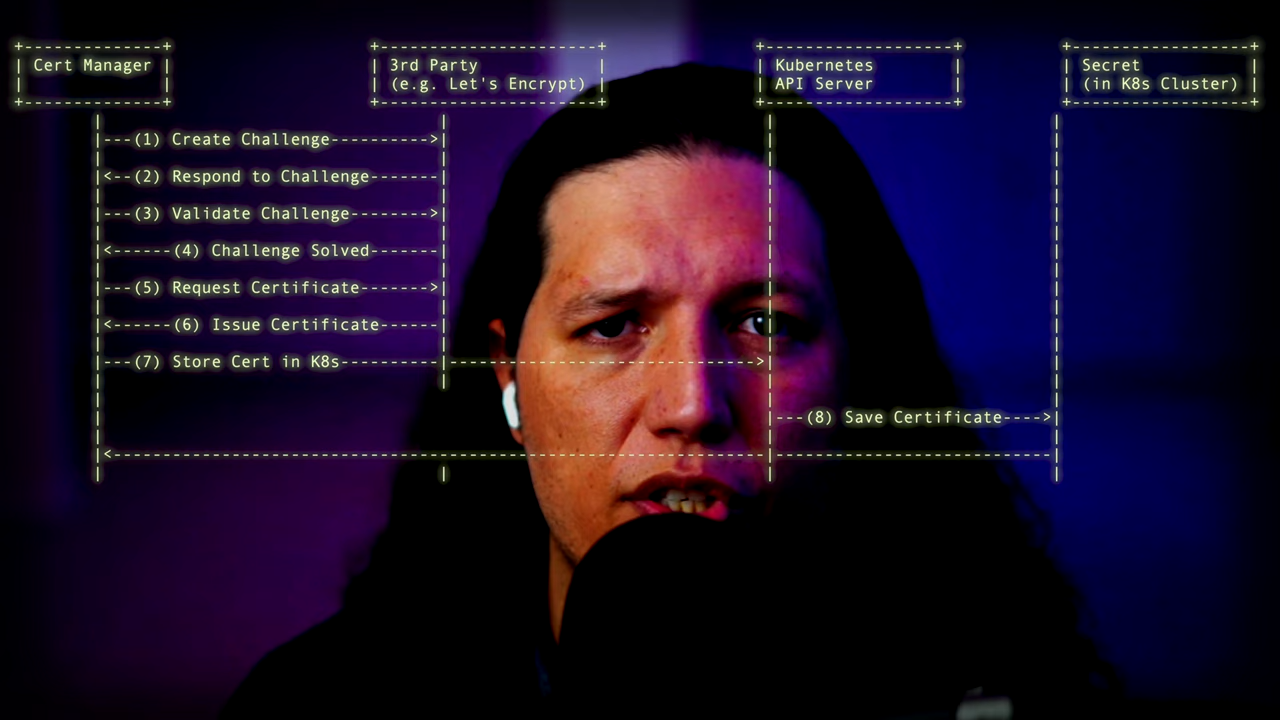 Cert Manager
3rd Party
(e.g. Let's Encrypt)
Kubernetes
API Server
Secret
(in K8s Cluster)
(1) Create Challenge
(2) Respond to Challenge
(3) Validate Challenge
(4) Challenge Solved
(5) Request Certificate
(6) Issue Certificate
(7) Store Cert in K8s
(8) Save Certificate